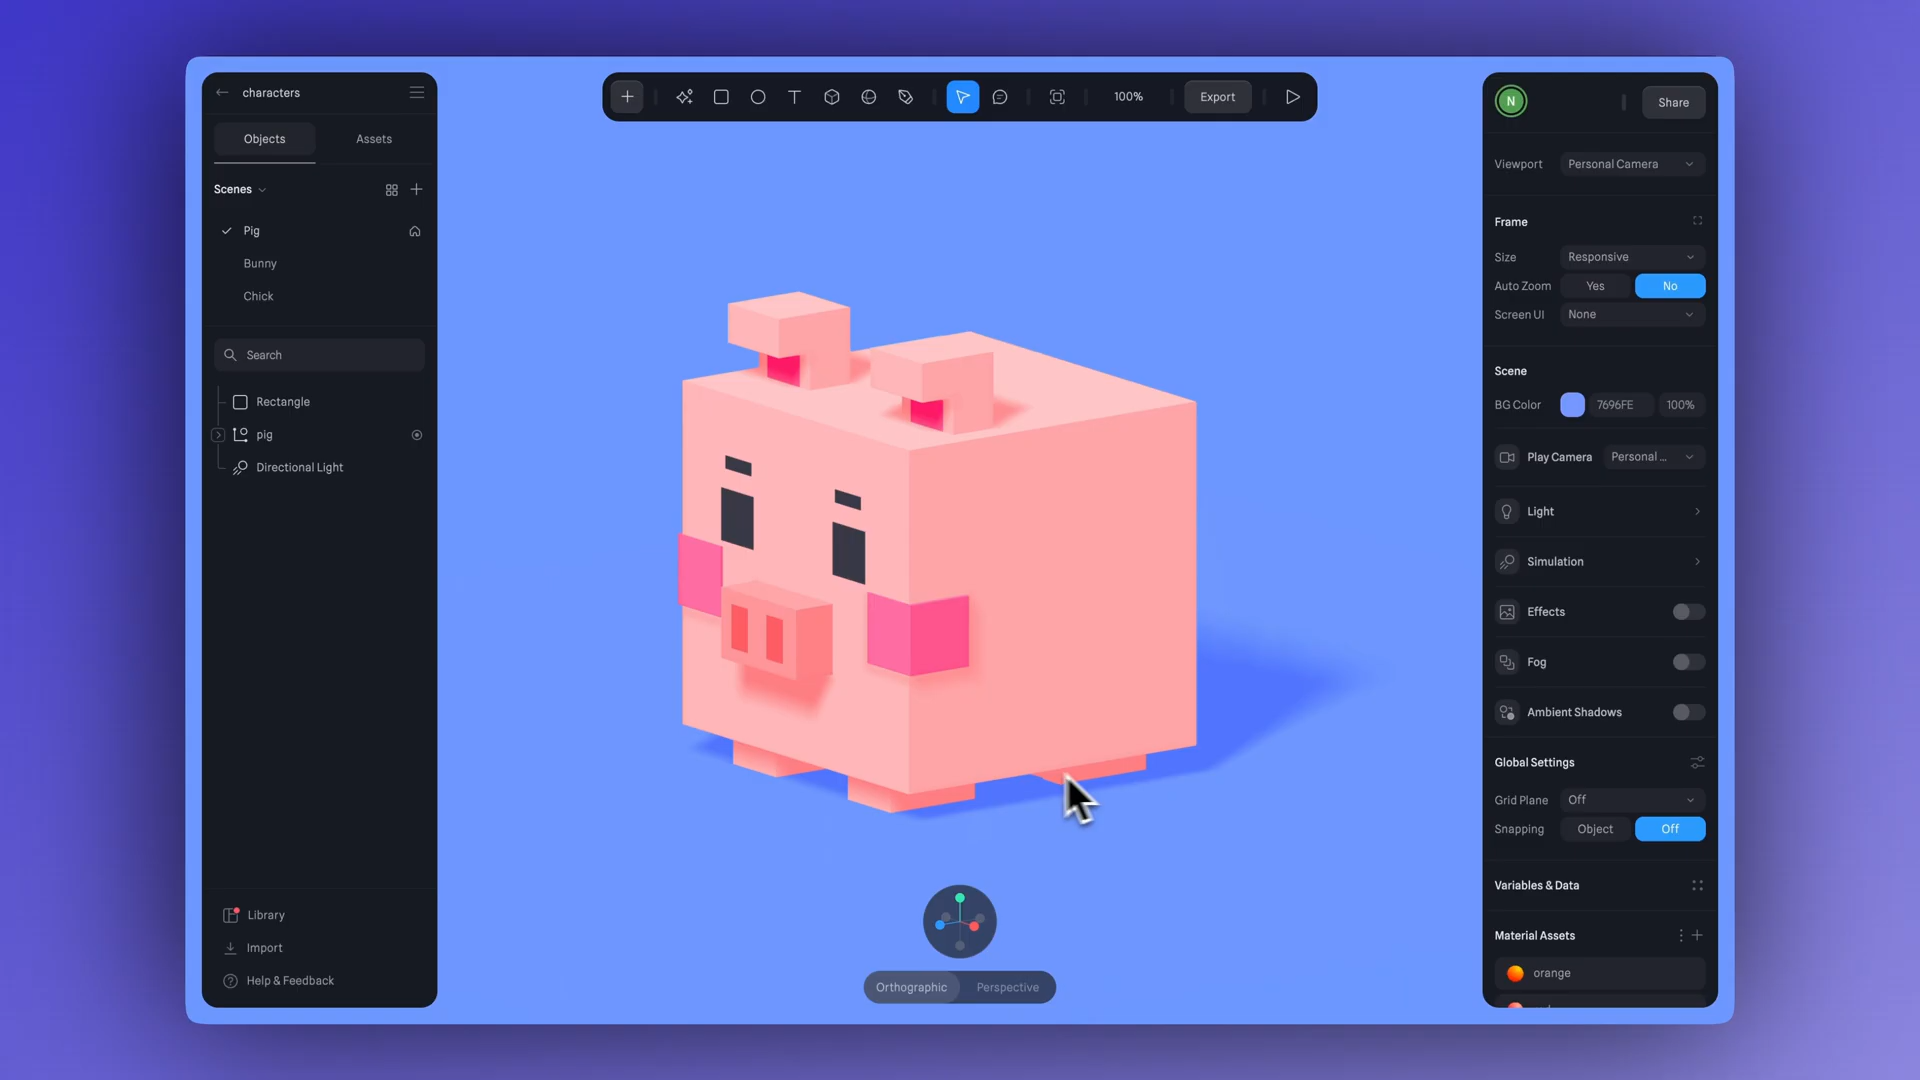 characters
Objects
Assets
Scenes
Pig
Bunny
Chick
Search
Rectangle
pig
Directional Light
Library
Import
Help & Feedback
100%
Export
Orthographic
Perspective
N
Share
Viewport
Personal Camera
Frame
Size
Responsive
Auto Zoom
Yes
No
Screen UI
None
Scene
BG Color
7696FE
100%
Play Camera
Personal ...
Light
Simulation
Effects
Fog
Ambient Shadows
Global Settings
Grid Plane
Off
Snapping
Object
Off
Variables & Data
Material Assets
orange